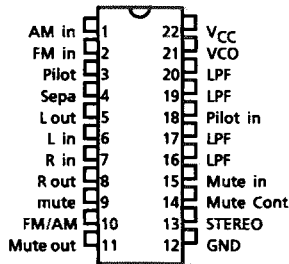 AM in 1 22 VCC
FM in 2 21 VCO
Pilot 3 20 LPF
Sepa 4 19 LPF
L out 5 18 Pilot in
L in 6 17 LPF
R in 7 16 LPF
R out 8 15 Mute in
mute 9 14 Mute Cont
FM/AM 10 13 STEREO
Mute out 11 12 GND